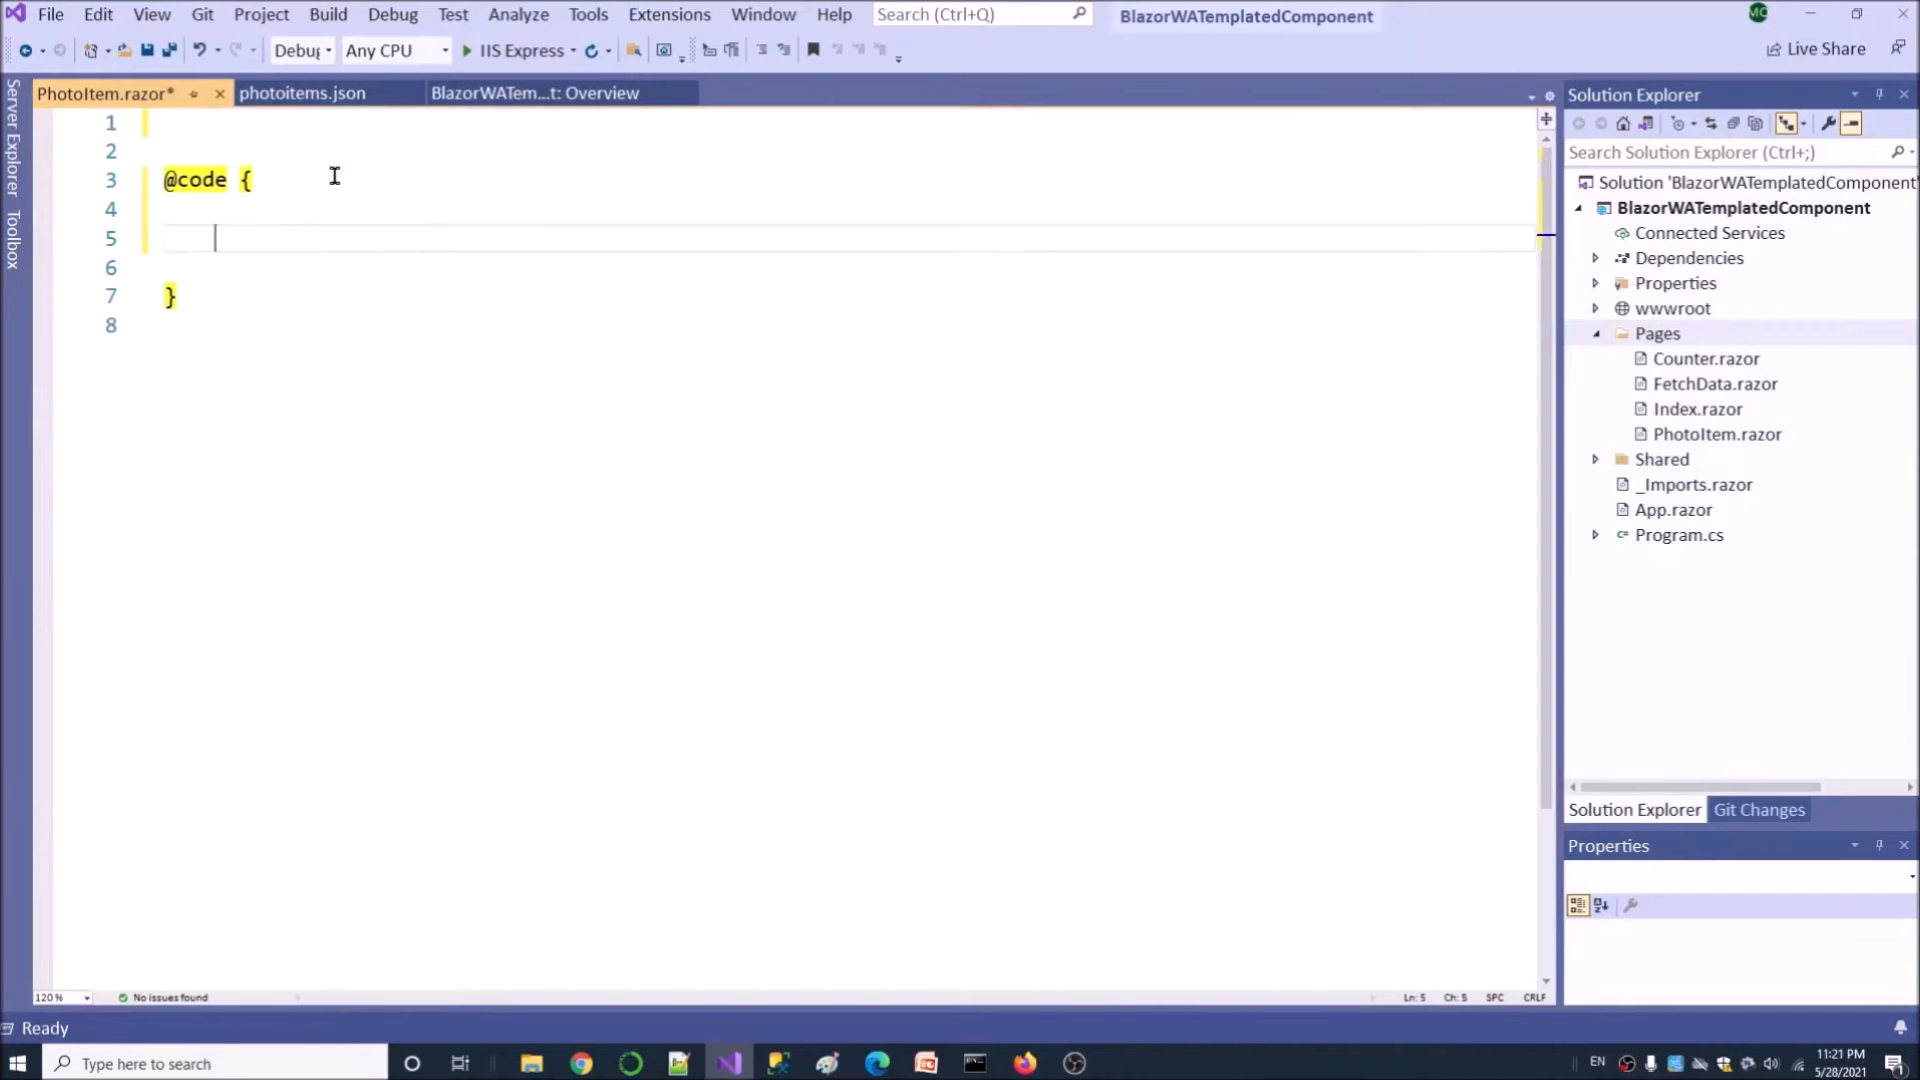 File Edit View Git Project Build Debug Test Analyze Tools Extensions Window Help Search (Ctrl+Q) BlazorWATemplatedComponent MC
Debug Any CPU IIS Express Live Share
Server Explorer
Toolbox
PhotoItem.razor* photoitems.json BlazorWATem...t: Overview
1
2
3 @code {
4
5
6
7 }
8
120 % No issues found Ln: 5 Ch: 5 SPC CRLF
Solution Explorer
Search Solution Explorer (Ctrl+;)
Solution 'BlazorWATemplatedComponent'
BlazorWATemplatedComponent
Connected Services
Dependencies
Properties
wwwroot
Pages
Counter.razor
FetchData.razor
Index.razor
PhotoItem.razor
Shared
_Imports.razor
App.razor
C# Program.cs
Solution Explorer Git Changes
Properties
Ready
Type here to search
EN
11:21 PM
5/28/2021